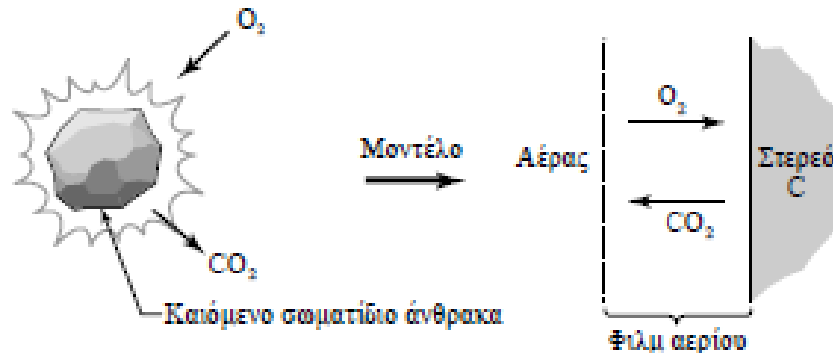 O₂
CO₂
Καιόμενο σωματίδιο άνθρακα
Μοντέλο
Αέρας
O₂
CO₂
Στερεό
C
Φιλμ αερίου